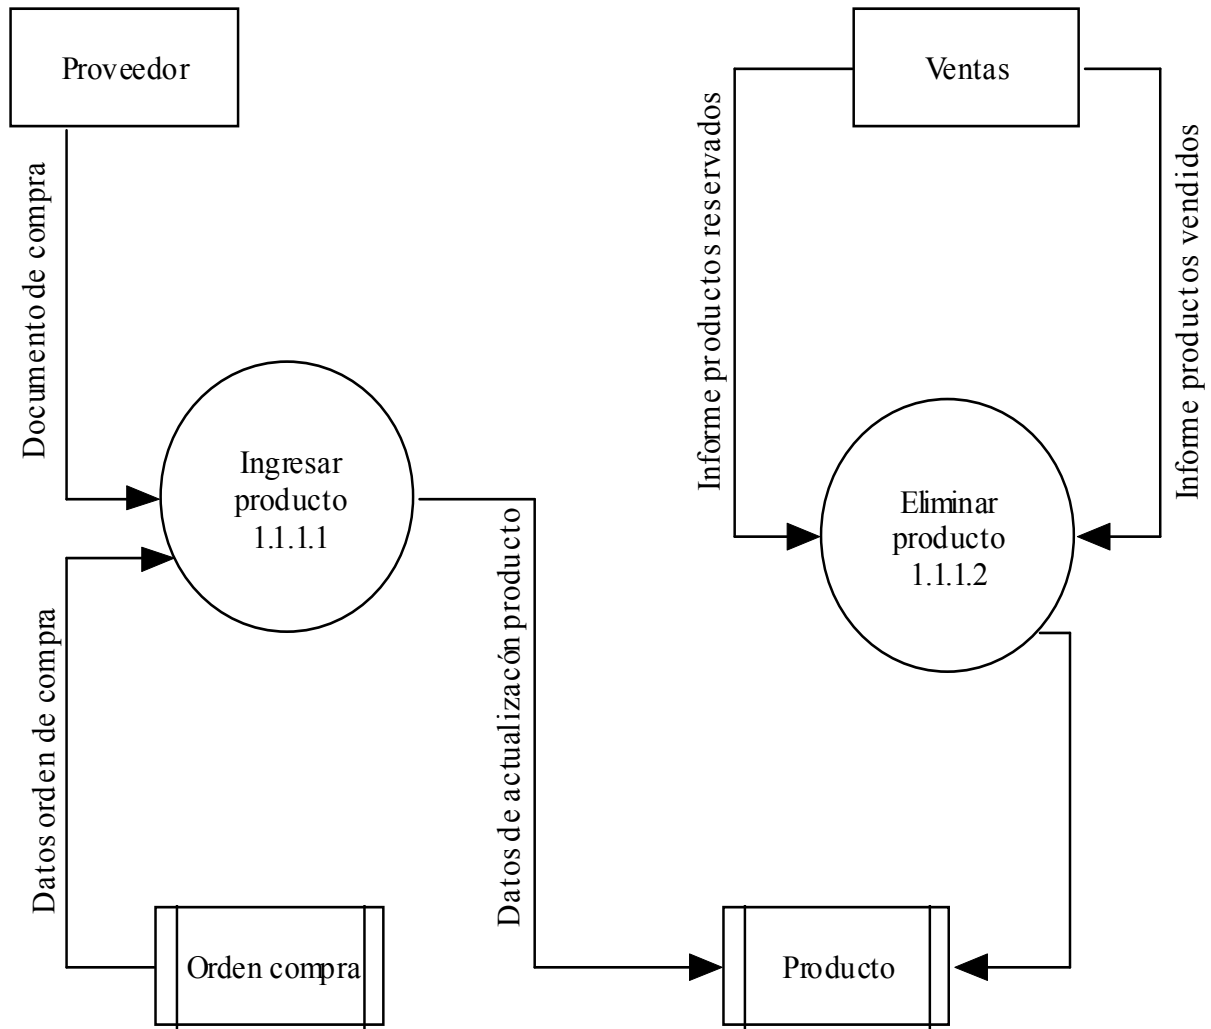 Proveedor
Ventas
Documento de compra
Informe productos reservados
Informe productos vendidos
Ingresar
producto
1.1.1.1
Eliminar
producto
1.1.1.2
Datos orden de compra
Datos de actualizacón producto
Orden compra
Producto